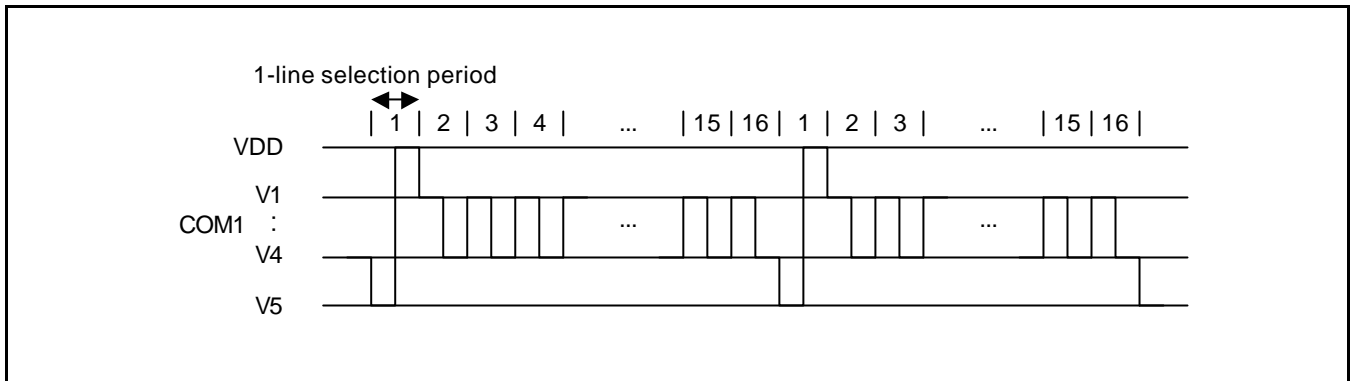 1-line selection period
| 1 | 2 | 3 | 4 | ... | 15 | 16 | 1 | 2 | 3 | ... | 15 | 16 |
VDD
V1
COM1 : ... ...
V4
V5